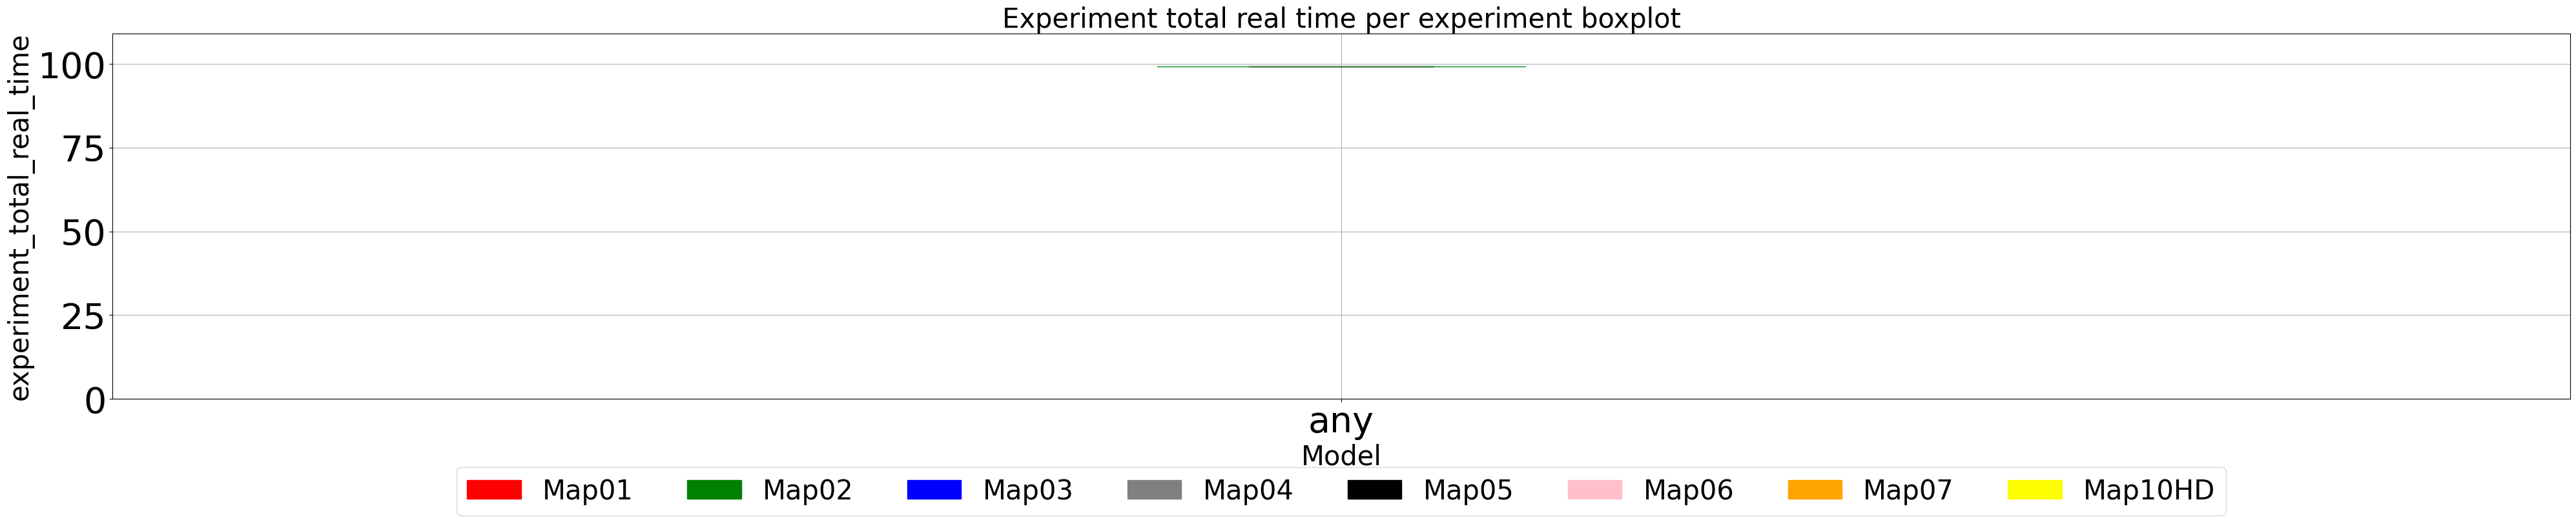 Experiment total real time per experiment boxplot
experiment_total_real_time
100
75
50
25
0
any
Model
Map01 Map02 Map03 Map04 Map05 Map06 Map07 Map10HD